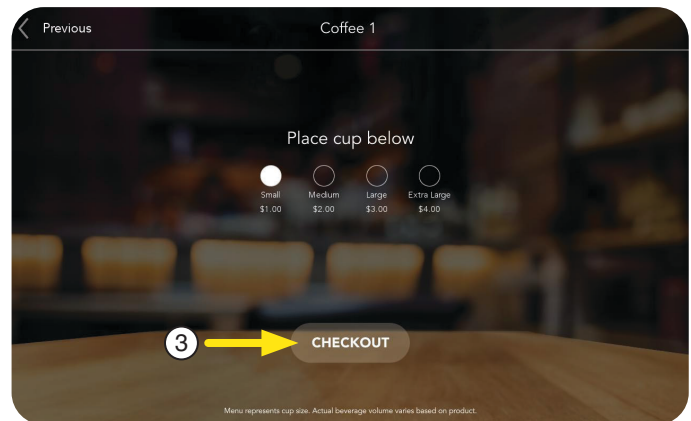 Previous Coffee 1
Place cup below
Small Medium Large Extra Large
$1.00 $2.00 $3.00 $4.00
3 CHECKOUT
Menu represents cup size. Actual beverage volume varies based on product.